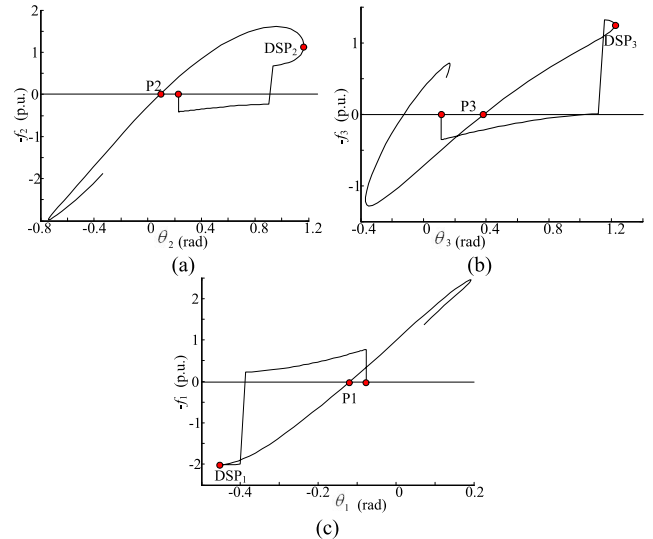 2
1
0
-1
-2
-0.8
-0.4
0
0.4
0.8
1.2
-f₂ (p.u.)
θ₂ (rad)
P2
DSP₂
(a)
1
0
-1
-0.4
0
0.4
0.8
1.2
-f₃ (p.u.)
θ₃ (rad)
P3
DSP₃
(b)
2
1
0
-1
-2
-0.4
-0.2
0
0.2
-f₁ (p.u.)
θ₁ (rad)
P1
DSP₁
(c)